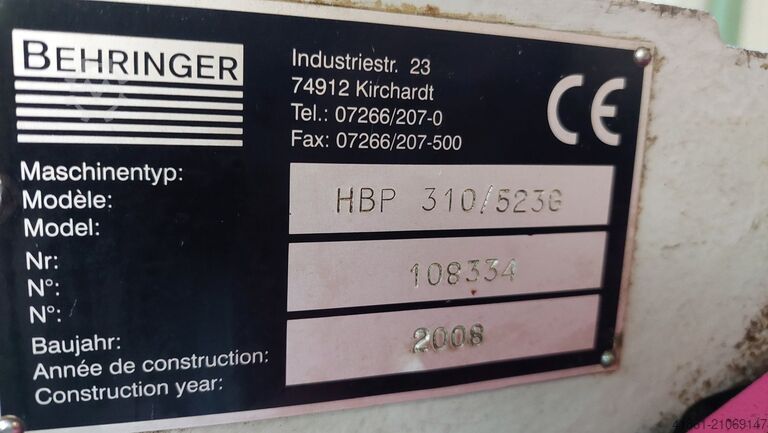 BEHRINGER
Industriestr. 23
74912 Kirchardt
Tel.: 07266/207-0
Fax: 07266/207-500
CE
Maschinentyp:
Modèle:
Model:
HBP 310/523G
Nr:
N°:
N°:
108334
Baujahr:
Année de construction:
Construction year:
2008